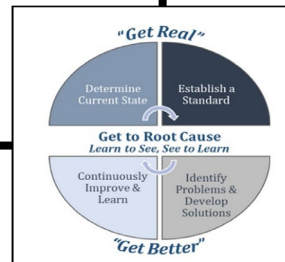 "Get Real"
Determine
Current State
Establish a
Standard
Get to Root Cause
Learn to See, See to Learn
Continuously
Improve &
Learn
Identify
Problems &
Develop
Solutions
"Get Better"